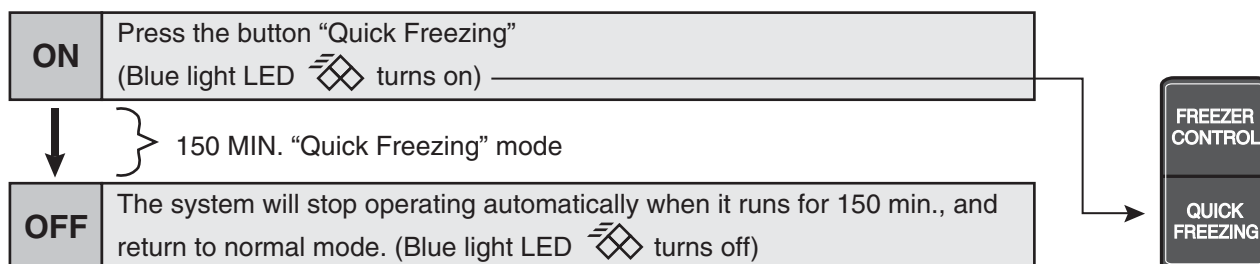 ON
Press the button “Quick Freezing”
(Blue light LED turns on)
150 MIN. “Quick Freezing” mode
OFF
The system will stop operating automatically when it runs for 150 min., and
return to normal mode. (Blue light LED turns off)
FREEZER
CONTROL
QUICK
FREEZING